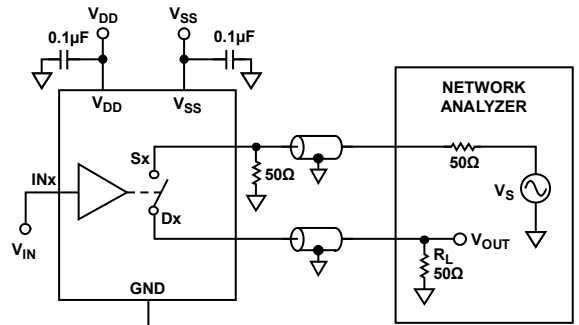 VDD
VSS
0.1µF
0.1µF
VDD
VSS
NETWORK
ANALYZER
Sx
50Ω
50Ω
INx
VS
Dx
VIN
VOUT
RL
50Ω
GND